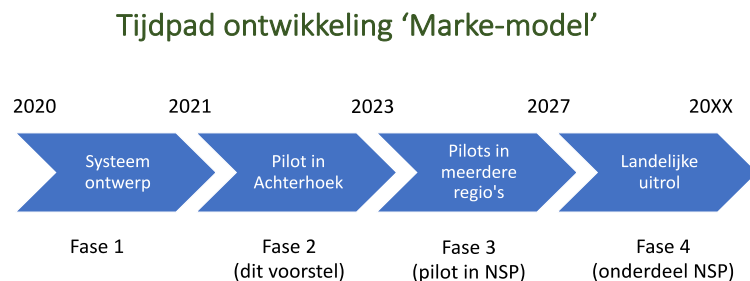 Tijdpad ontwikkeling ‘Marke-model’
2020 2021 2023 2027 20XX
Systeem
ontwerp
Pilot in
Achterhoek
Pilots in
meerdere
regio's
Landelijke
uitrol
Fase 1
Fase 2
(dit voorstel)
Fase 3
(pilot in NSP)
Fase 4
(onderdeel NSP)